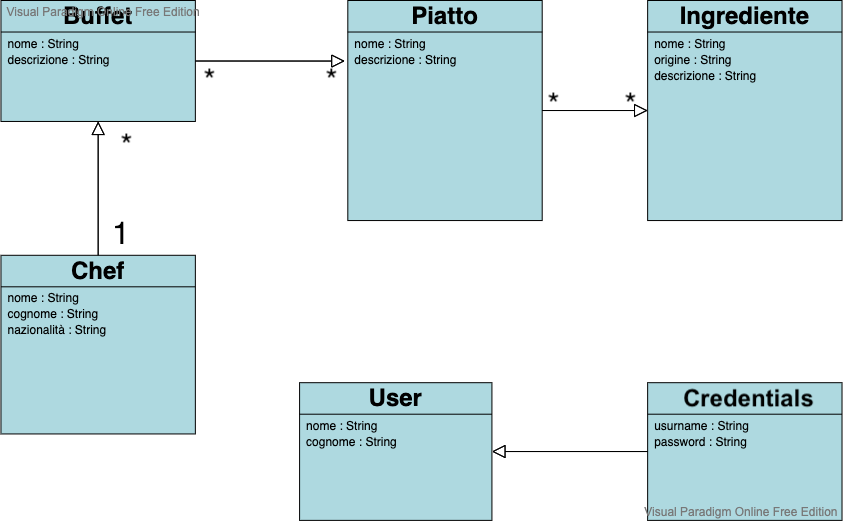 Visual Paradigm Online Free Edition
Buffet
nome : String
descrizione : String
Piatto
nome : String
descrizione : String
Ingrediente
nome : String
origine : String
descrizione : String
*
*
*
*
*
1
Chef
nome : String
cognome : String
nazionalità : String
User
nome : String
cognome : String
Credentials
usurname : String
password : String
Visual Paradigm Online Free Edition